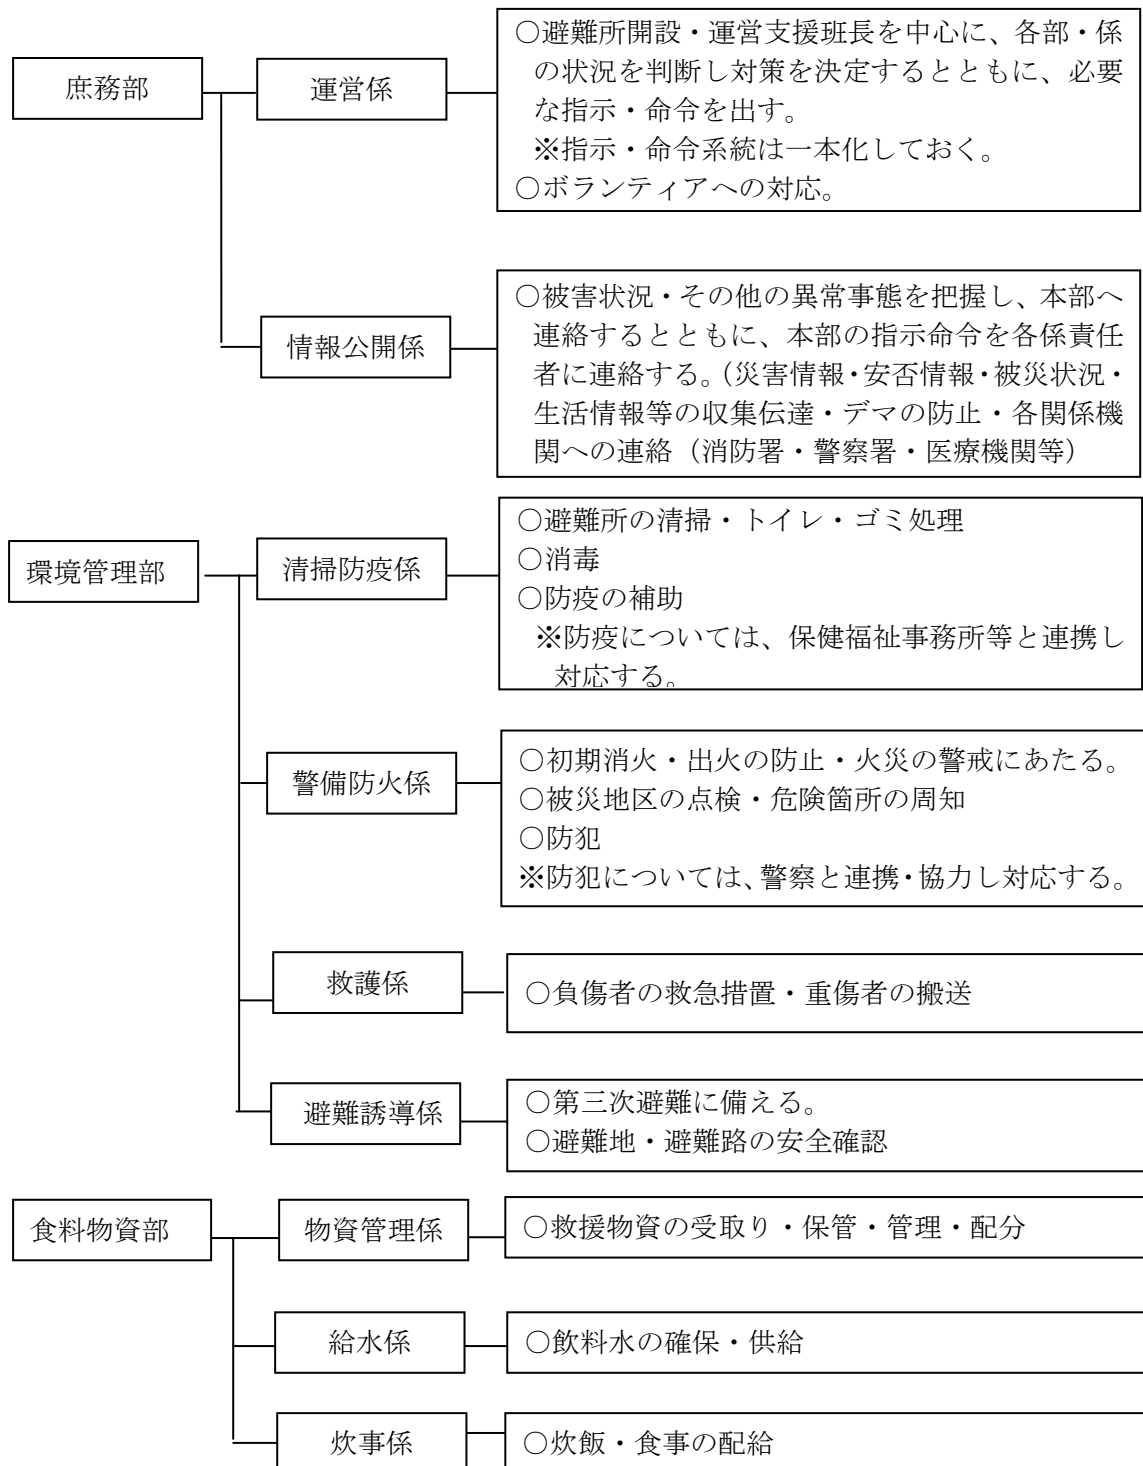 庶務部
運営係
○避難所開設・運営支援班長を中心に、各部・係
の状況を判断し対策を決定するとともに、必要
な指示・命令を出す。
※指示・命令系統は一本化しておく。
○ボランティアへの対応。
情報公開係
○被害状況・その他の異常事態を把握し、本部へ
連絡するとともに、本部の指示命令を各係責任
者に連絡する。（災害情報・安否情報・被災状況・
生活情報等の収集伝達・デマの防止・各関係機
関への連絡（消防署・警察署・医療機関等）
環境管理部
清掃防疫係
○避難所の清掃・トイレ・ゴミ処理
○消毒
○防疫の補助
※防疫については、保健福祉事務所等と連携し
対応する。
警備防火係
○初期消火・出火の防止・火災の警戒にあたる。
○被災地区の点検・危険箇所の周知
○防犯
※防犯については、警察と連携・協力し対応する。
救護係
○負傷者の救急措置・重傷者の搬送
避難誘導係
○第三次避難に備える。
○避難地・避難路の安全確認
食料物資部
物資管理係
○救援物資の受取り・保管・管理・配分
給水係
○飲料水の確保・供給
炊事係
○炊飯・食事の配給